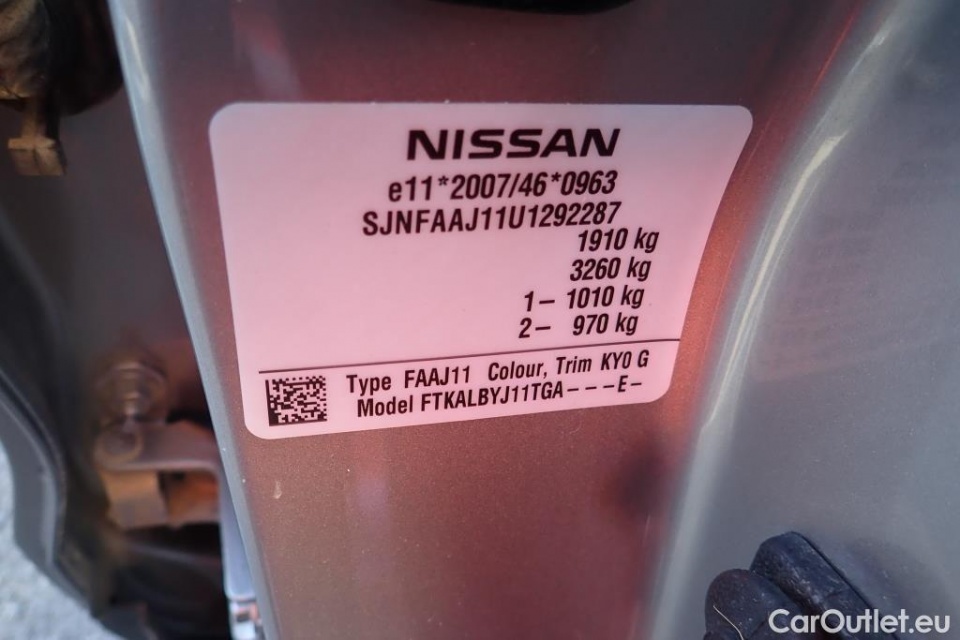 NISSAN
e11*2007/46*0963
SJNFAAJ11U1292287
1910 kg
3260 kg
1– 1010 kg
2– 970 kg
Type FAAJ11 Colour, Trim KY0 G
Model FTKALBYJ11TGA– – –E–
CarOutlet.eu